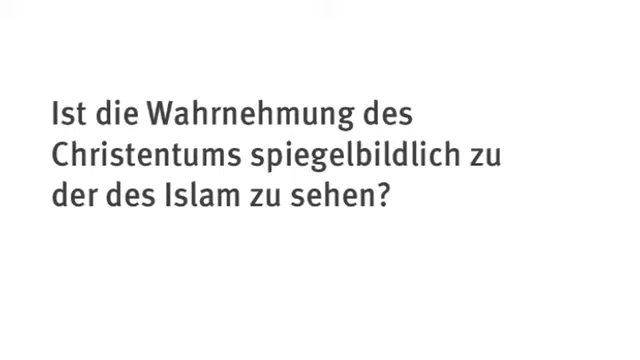 Ist die Wahrnehmung des
Christentums spiegelbildlich zu
der des Islam zu sehen?